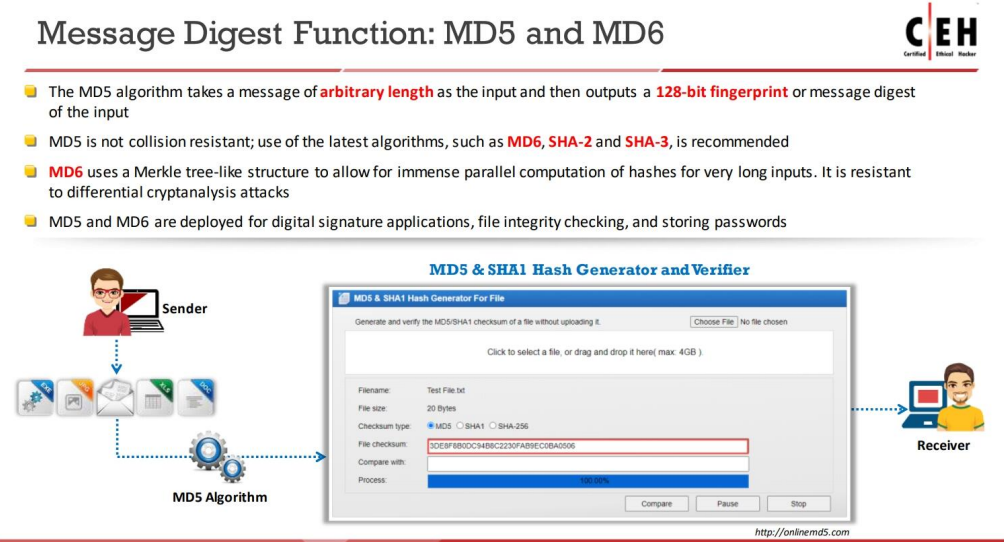 Message Digest Function: MD5 and MD6
CEH
Certified Ethical Hacker
The MD5 algorithm takes a message of arbitrary length as the input and then outputs a 128-bit fingerprint or message digest
of the input
MD5 is not collision resistant; use of the latest algorithms, such as MD6, SHA-2 and SHA-3, is recommended
MD6 uses a Merkle tree-like structure to allow for immense parallel computation of hashes for very long inputs. It is resistant
to differential cryptanalysis attacks
MD5 and MD6 are deployed for digital signature applications, file integrity checking, and storing passwords
MD5 & SHA1 Hash Generator and Verifier
Sender
EXE
XLS
DOC
MD5 Algorithm
MD5 & SHA1 Hash Generator For File
Generate and verify the MD5/SHA1 checksum of a file without uploading it.
Choose File No file chosen
Click to select a file, or drag and drop it here( max: 4GB ).
Filename: Test File.txt
File size: 20 Bytes
Checksum type: MD5 SHA1 SHA-256
File checksum: 3DE8F8B0DC94B8C2230FAB9EC0BA0506
Compare with:
Process: 100.00%
Compare Pause Stop
Receiver
http://onlinemd5.com